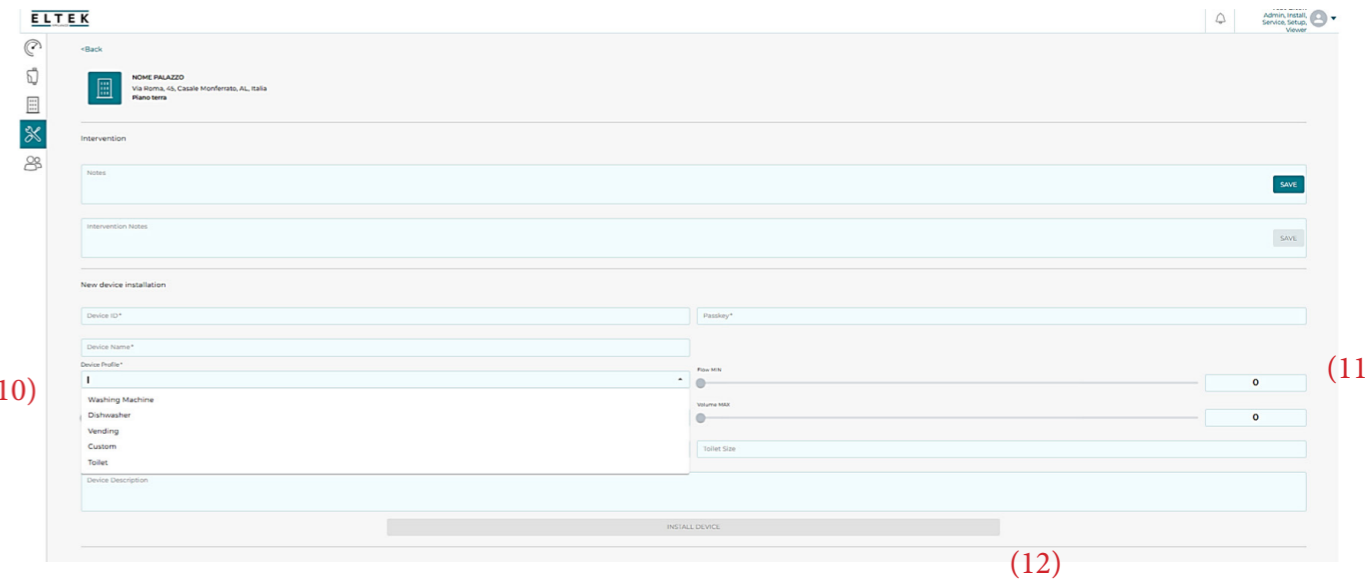 ELTEK
Admin, Install,
Service, Setup,
Viewer
<Back
NOME PALAZZO
Via Roma, 45, Casale Monferrato, AL, Italia
Piano terra
Intervention
Notes
SAVE
Intervention Notes
SAVE
New device installation
Device ID*
Passkey*
Device Name*
Device Profile*
Flow MIN
0
10)
(11
Washing Machine
Dishwasher
Vending
Custom
Toilet
Volume MAX
0
Toilet Size
Device Description
INSTALL DEVICE
(12)